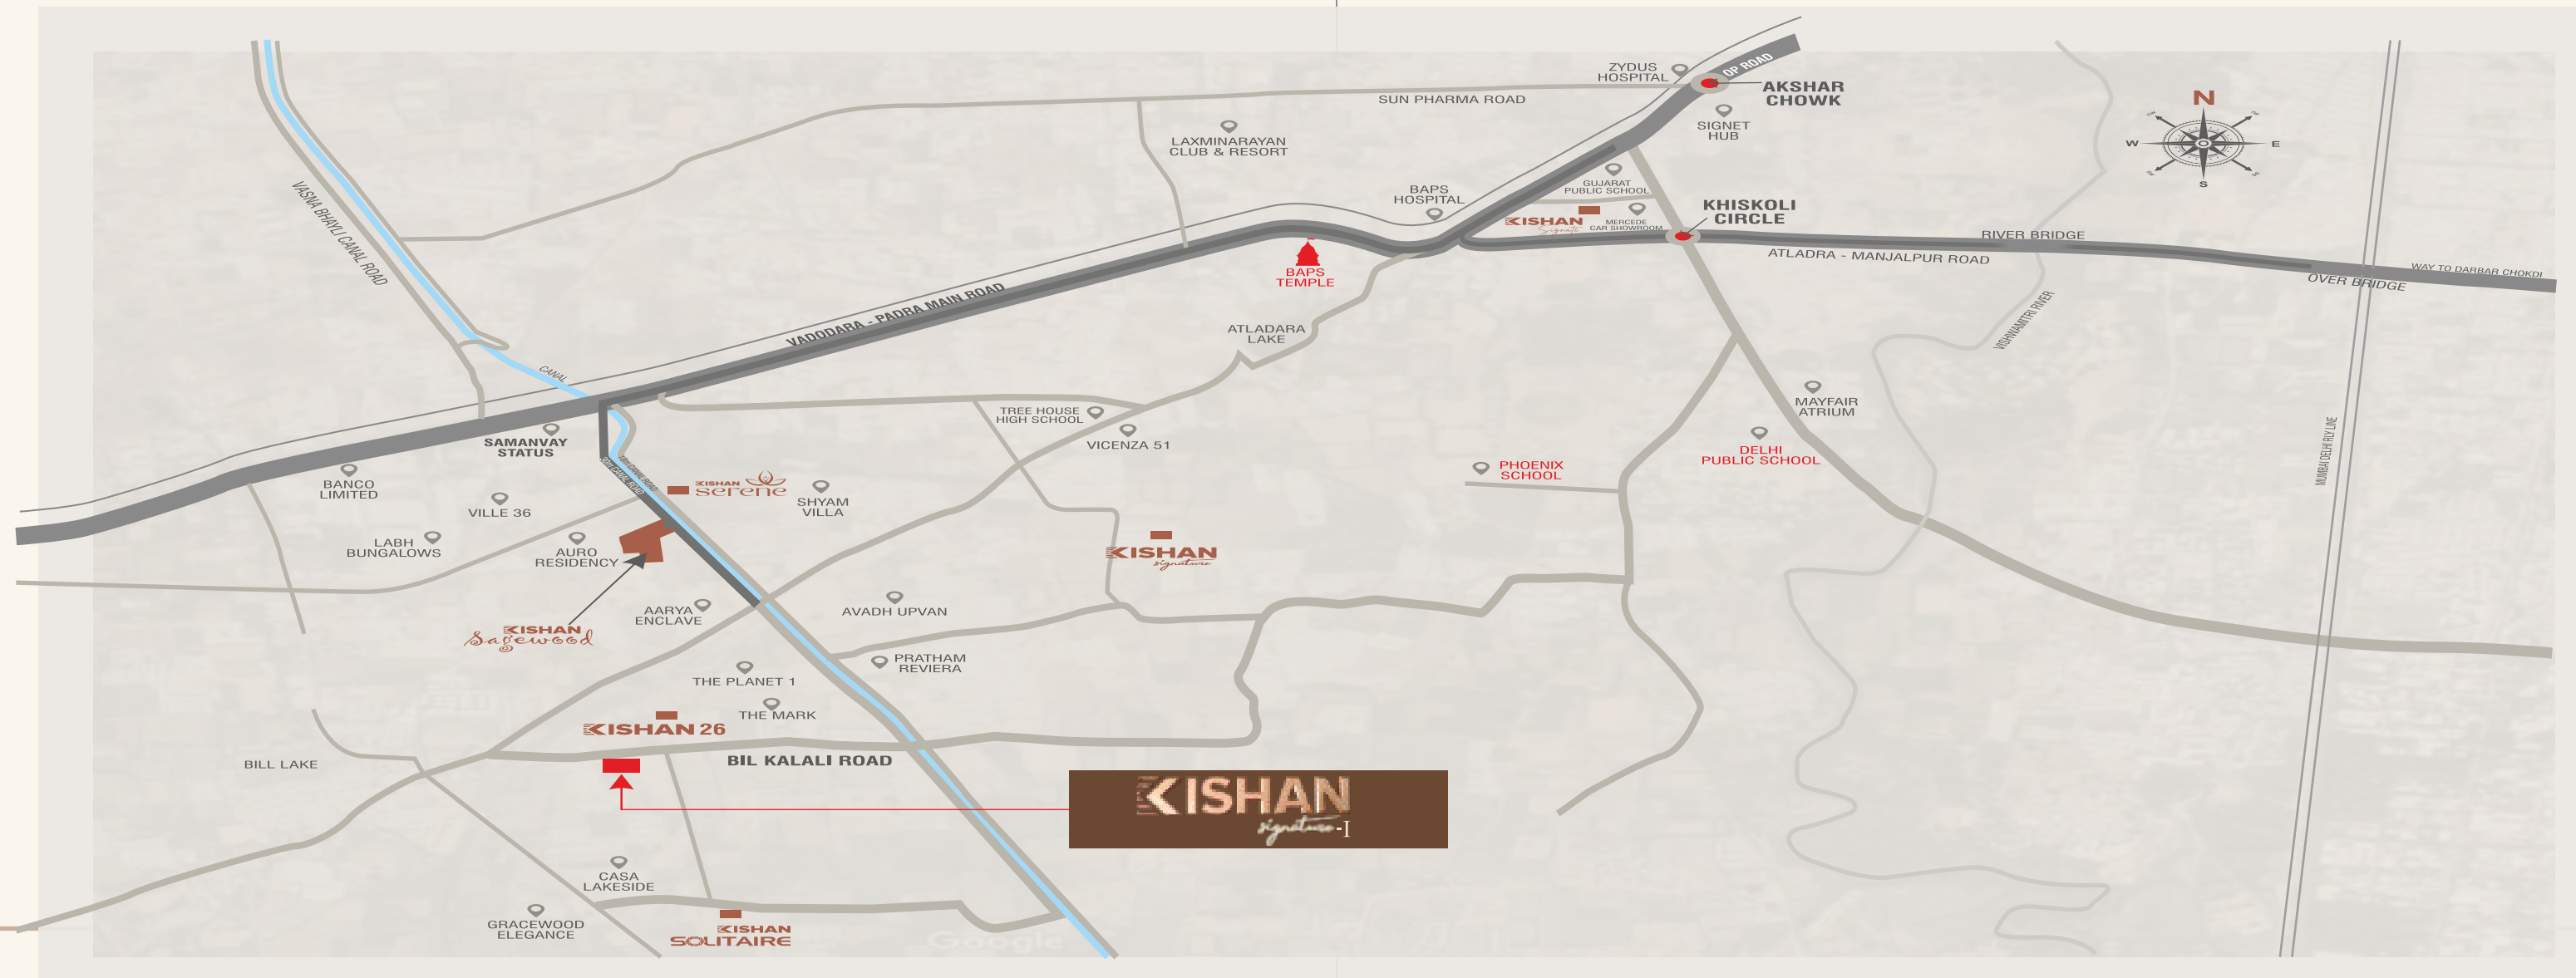 OP ROAD
ZYDUS
HOSPITAL
AKSHAR
CHOWK
SUN PHARMA ROAD
N
W
E
S
SIGNET
HUB
LAXMINARAYAN
CLUB & RESORT
VASNA BHAYLI CANAL ROAD
BAPS
HOSPITAL
GUJARAT
PUBLIC SCHOOL
KISHAN
MERCEDE
CAR SHOWROOM
KHISKOLI
CIRCLE
RIVER BRIDGE
ATLADRA - MANJALPUR ROAD
WAY TO DARBAR CHOKDI
OVER BRIDGE
BAPS
TEMPLE
VADODARA - PADRA MAIN ROAD
ATLADARA
LAKE
VISHWAMITRI RIVER
CANAL
MAYFAIR
ATRIUM
TREE HOUSE
HIGH SCHOOL
VICENZA 51
SAMANVAY
STATUS
DELHI
PUBLIC SCHOOL
MUMBAI DELHI RLY LINE
PHOENIX
SCHOOL
BANCO
LIMITED
KISHAN
serene
SHYAM
VILLA
VILLE 36
LABH
BUNGALOWS
AURO
RESIDENCY
KISHAN
signature
AARYA
ENCLAVE
AVADH UPVAN
KISHAN
Sagewood
PRATHAM
REVIERA
THE PLANET 1
THE MARK
KISHAN 26
BIL KALALI ROAD
BILL LAKE
KISHAN
signature-I
CASA
LAKESIDE
GRACEWOOD
ELEGANCE
KISHAN
SOLITAIRE
Google